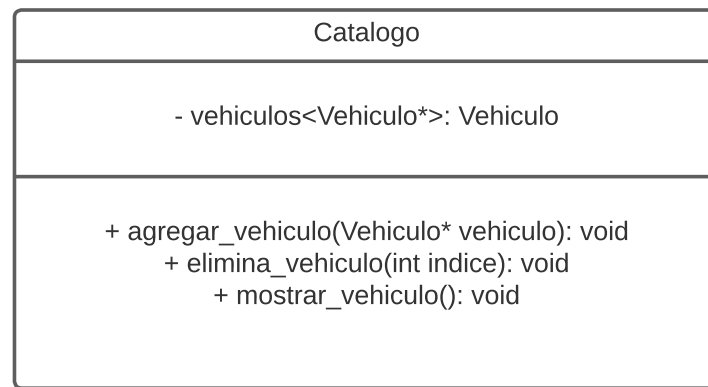 Catalogo
- vehiculos<Vehiculo*>: Vehiculo
+ agregar_vehiculo(Vehiculo* vehiculo): void
+ elimina_vehiculo(int indice): void
+ mostrar_vehiculo(): void